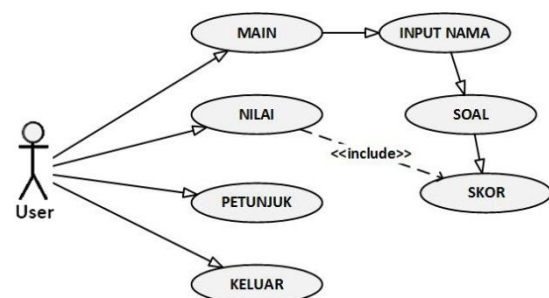 MAIN
INPUT NAMA
NILAI
SOAL
<<include>>
User
PETUNJUK
SKOR
KELUAR